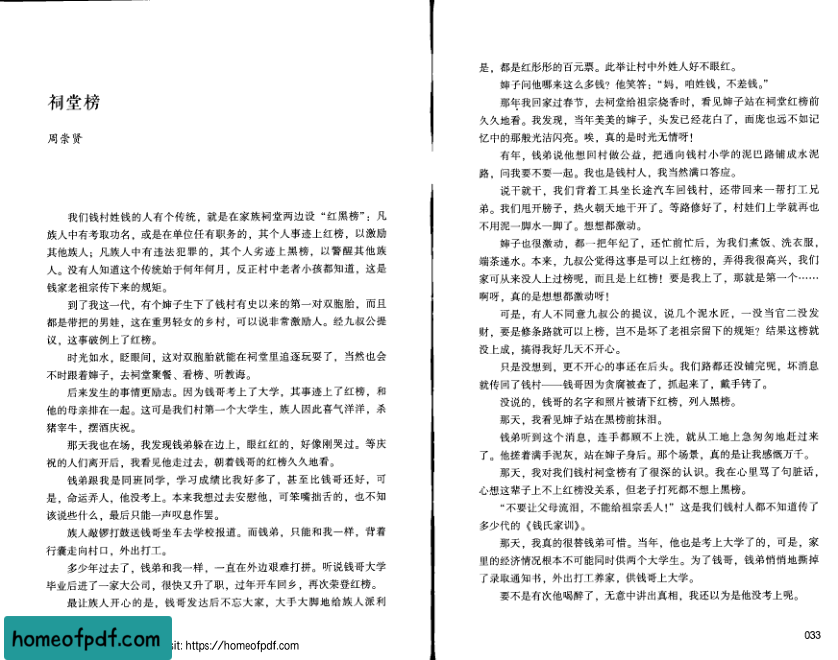 祠堂榜
周崇贤
我们钱村姓钱的人有个传统，就是在家族祠堂两边设“红黑榜”：凡
族人中有考取功名，或是在单位任有职务的，其个人事迹上红榜，以激励
其他族人；凡族人中有违法犯罪的，其个人劣迹上黑榜，以警醒其他族
人。没有人知道这个传统始于何年何月，反正村中老者小孩都知道，这是
钱家老祖宗传下来的规矩。
到了我这一代，有个婶子生下了钱村有史以来的第一对双胞胎，而且
都是带把的男娃，这在重男轻女的乡村，可以说非常激励人。经九叔公提
议，这事破例上了红榜。
时光如水，眨眼间，这对双胞胎就能在祠堂里追逐玩耍了，当然也会
不时跟着婶子，去祠堂聚餐、看榜、听教诲。
后来发生的事情更励志。因为钱哥考上了大学，其事迹上了红榜，和
他的母亲排在一起。这可是我们村第一个大学生，族人因此喜气洋洋，杀
猪宰牛，摆酒庆祝。
那天我也在场，我发现钱弟躲在边上，眼红红的，好像刚哭过。等庆
祝的人们离开后，我看见他走过去，朝着钱哥的红榜久久地看。
钱弟跟我是同班同学，学习成绩比我好多了，甚至比钱哥还好，可
是，命运弄人，他没考上。本来我想过去安慰他，可笨嘴拙舌的，也不知
该说些什么，最后只能一声叹息作罢。
族人敲锣打鼓送钱哥坐车去学校报道。而钱弟，只能和我一样，背着
行囊走向村口，外出打工。
多少年过去了，钱弟和我一样，一直在外边艰难打拼。听说钱哥大学
毕业后进了一家大公司，很快又升了职，过年开车回乡，再次荣登红榜。
最让族人开心的是，钱哥发达后不忘大家，大手大脚地给族人派利
homeofpdf.com
sit: https://homeofpdf.com
是，都是红彤彤的百元票。此举让村中外姓人好不眼红。
婶子问他哪来这么多钱？他笑答：“妈，咱姓钱，不差钱。”
那年我回家过春节，去祠堂给祖宗烧香时，看见婶子站在祠堂红榜前
久久地看。我发现，当年美美的婶子，头发已经花白了，面庞也远不如记
忆中的那般光洁闪亮。唉，真的是时光无情呀！
有年，钱弟说他想回村做公益，把通向钱村小学的泥巴路铺成水泥
路，问我要不要一起。我也是钱村人，我当然满口答应。
说干就干，我们背着工具坐长途汽车回钱村，还带回来一帮打工兄
弟。我们甩开膀子，热火朝天地干开了。等路修好了，村娃们上学就再也
不用泥一脚水一脚了。想想都激动。
婶子也很激动，都一把年纪了，还忙前忙后，为我们煮饭、洗衣服，
端茶递水。本来，九叔公觉得这事是可以上红榜的，弄得我很高兴，我们
家可从来没人上过榜呢，而且是上红榜！要是我上了，那就是第一个……
啊呀，真的是想想都激动呀！
可是，有人不同意九叔公的提议，说几个泥水匠，一没当官二没发
财，要是修条路就可以上榜，岂不是坏了老祖宗留下的规矩？结果这榜就
没上成，搞得我好几天不开心。
只是没想到，更不开心的事还在后头。我们路都还没铺完呢，坏消息
就传回了钱村——钱哥因为贪腐被查了，抓起来了，戴手铐了。
没说的，钱哥的名字和照片被请下红榜，列入黑榜。
那天，我看见婶子站在黑榜前抹泪。
钱弟听到这个消息，连手都顾不上洗，就从工地上急匆匆地赶过来
了。他搓着满手泥灰，站在婶子身后。那个场景，真的是让我感慨万千。
那天，我对我们钱村祠堂榜有了很深的认识。我在心里骂了句脏话，
心想这辈子上不上红榜没关系，但老子打死都不想上黑榜。
“不要让父母流泪，不能给祖宗丢人！”这是我们钱村人都不知道传了
多少代的《钱氏家训》。
那天，我真的很替钱弟可惜。当年，他也是考上大学了的，可是，家
里的经济情况根本不可能同时供两个大学生。为了钱哥，钱弟悄悄地撕掉
了录取通知书，外出打工养家，供钱哥上大学。
要不是有次他喝醉了，无意中讲出真相，我还以为是他没考上呢。
033